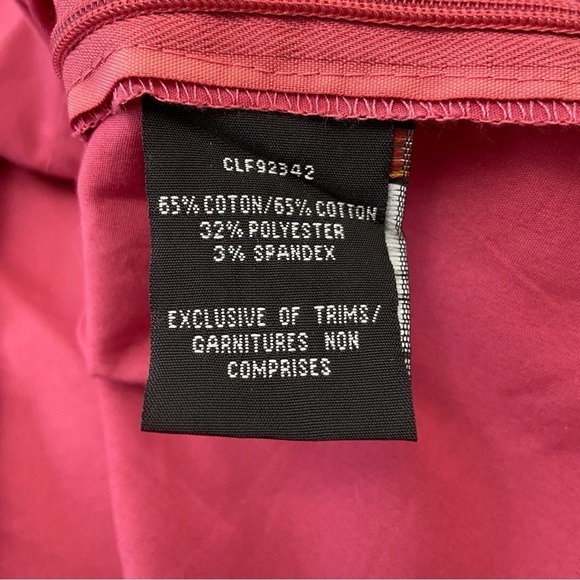 CLF92342
65% COTON/65% COTTON
32% POLYESTER
3% SPANDEX
EXCLUSIVE OF TRIMS/
GARNITURES NON
COMPRISES